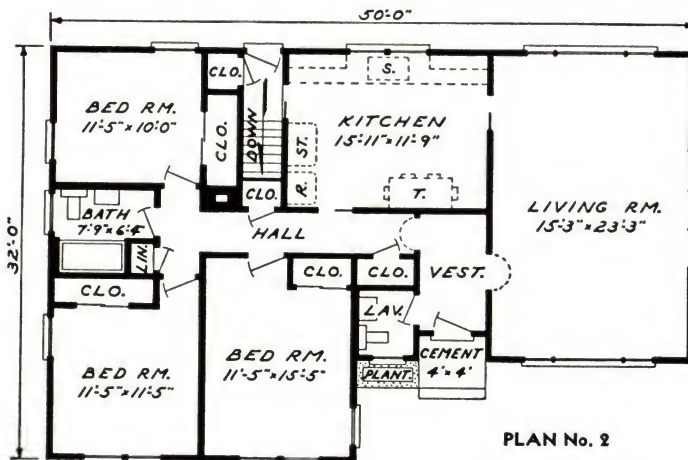 50'-0"
32'-0"
BED RM.
11'-5" x 10'-0"
CLO.
CLO.
DOWN
CLO.
S.
KITCHEN
15'-11" x 11'-9"
ST.
R.
T.
LIVING RM.
15'-3" x 23'-3"
BATH
7'-9" x 6'-4"
LIN.
HALL
CLO.
CLO.
CLO.
VEST.
LAV.
BED RM.
11'-5" x 11'-5"
BED RM.
11'-5" x 15'-5"
PLANT.
CEMENT
4' x 4'
PLAN No. 2